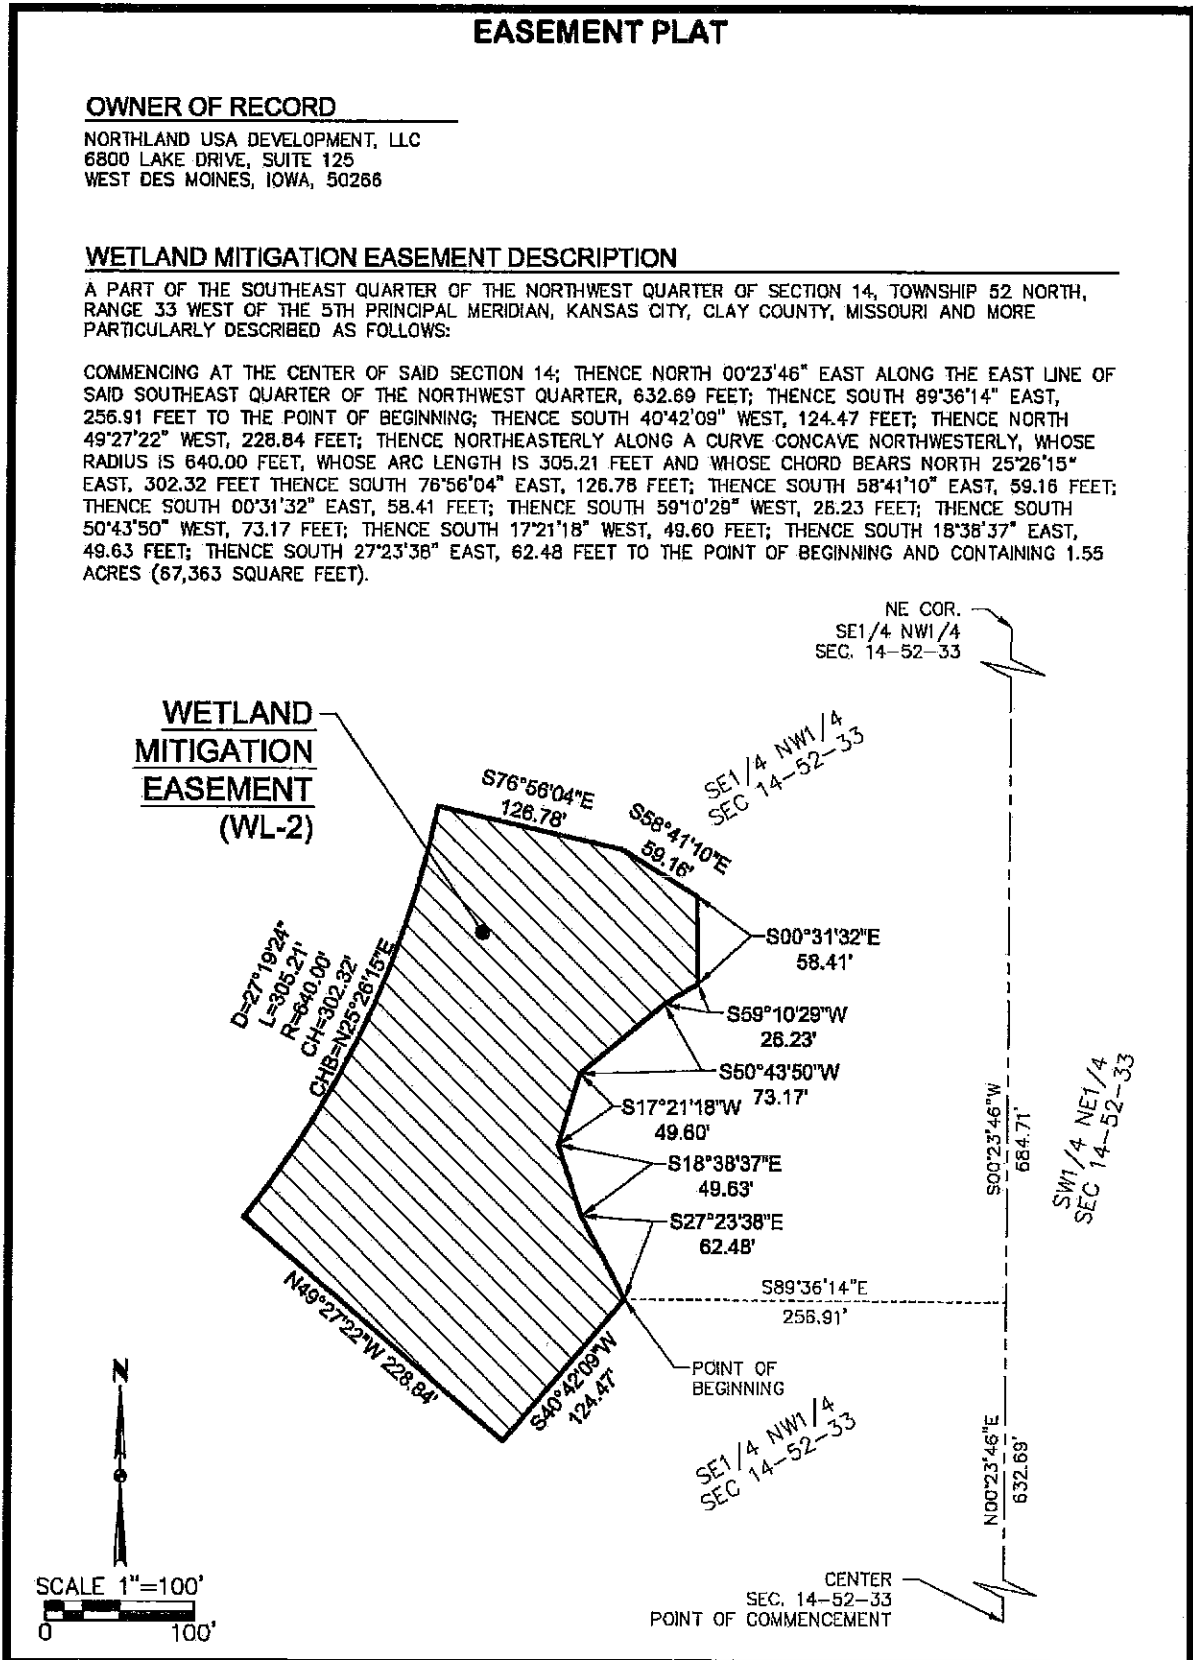 EASEMENT PLAT
OWNER OF RECORD
NORTHLAND USA DEVELOPMENT, LLC
6800 LAKE DRIVE, SUITE 125
WEST DES MOINES, IOWA, 50266
WETLAND MITIGATION EASEMENT DESCRIPTION
A PART OF THE SOUTHEAST QUARTER OF THE NORTHWEST QUARTER OF SECTION 14, TOWNSHIP 52 NORTH,
RANGE 33 WEST OF THE 5TH PRINCIPAL MERIDIAN, KANSAS CITY, CLAY COUNTY, MISSOURI AND MORE
PARTICULARLY DESCRIBED AS FOLLOWS:
COMMENCING AT THE CENTER OF SAID SECTION 14; THENCE NORTH 00°23'46" EAST ALONG THE EAST LINE OF
SAID SOUTHEAST QUARTER OF THE NORTHWEST QUARTER, 632.69 FEET; THENCE SOUTH 89°36'14" EAST,
256.91 FEET TO THE POINT OF BEGINNING; THENCE SOUTH 40°42'09" WEST, 124.47 FEET; THENCE NORTH
49°27'22" WEST, 228.84 FEET; THENCE NORTHEASTERLY ALONG A CURVE CONCAVE NORTHWESTERLY, WHOSE
RADIUS IS 640.00 FEET, WHOSE ARC LENGTH IS 305.21 FEET AND WHOSE CHORD BEARS NORTH 25°26'15"
EAST, 302.32 FEET THENCE SOUTH 76°56'04" EAST, 126.78 FEET; THENCE SOUTH 58°41'10" EAST, 59.16 FEET;
THENCE SOUTH 00°31'32" EAST, 58.41 FEET; THENCE SOUTH 59°10'29" WEST, 26.23 FEET; THENCE SOUTH
50°43'50" WEST, 73.17 FEET; THENCE SOUTH 17°21'18" WEST, 49.60 FEET; THENCE SOUTH 18°38'37" EAST,
49.63 FEET; THENCE SOUTH 27°23'38" EAST, 62.48 FEET TO THE POINT OF BEGINNING AND CONTAINING 1.55
ACRES (67,363 SQUARE FEET).
NE COR.
SE1/4 NW1/4
SEC. 14-52-33
WETLAND
MITIGATION
EASEMENT
(WL-2)
SE1/4 NW1/4
SEC 14-52-33
S76°56'04"E
126.78'
S58°41'10"E
59.16'
S00°31'32"E
58.41'
D=27°19'24"
L=305.21'
R=640.00'
CH=302.32'
CHB=N25°26'15"E
S59°10'29"W
26.23'
S50°43'50"W
73.17'
S17°21'18"W
49.60'
S18°38'37"E
49.63'
S27°23'38"E
62.48'
S00°23'46"W
684.71'
SW1/4 NE1/4
SEC 14-52-33
S89°36'14"E
256.91'
N49°27'22"W 228.84'
S40°42'09"W
124.47'
POINT OF
BEGINNING
SE1/4 NW1/4
SEC 14-52-33
N00°23'46"E
632.69'
N
SCALE 1"=100'
0 100'
CENTER
SEC. 14-52-33
POINT OF COMMENCEMENT